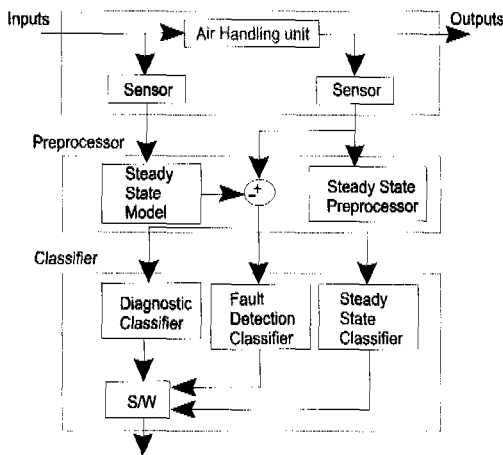 Inputs
Air Handling unit
Outputs
Sensor
Sensor
Preprocessor
Steady
State
Model
- +
Steady State
Preprocessor
Classifier
Diagnostic
Classifier
Fault
Detection
Classifier
Steady
State
Classifier
S/W